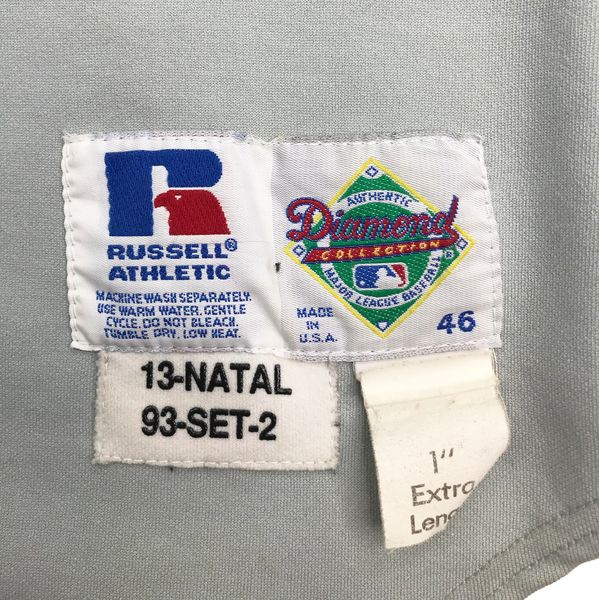 RUSSELL®
ATHLETIC
MACHINE WASH SEPARATELY.
USE WARM WATER. GENTLE
CYCLE. DO NOT BLEACH.
TUMBLE DRY. LOW HEAT.
AUTHENTIC
Diamond
COLLECTION
MAJOR LEAGUE BASEBALL
MADE
IN
U.S.A.
46
13-NATAL
93-SET-2
1"
Extra